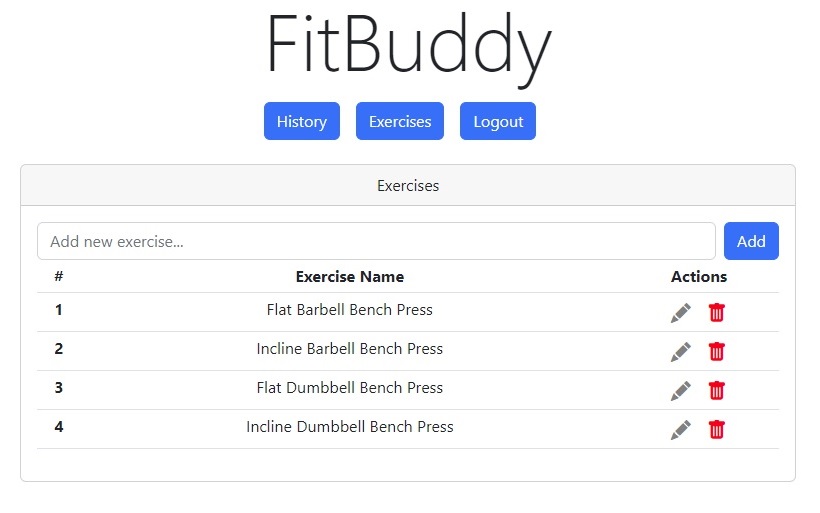 FitBuddy
History Exercises Logout
Exercises
Add new exercise... Add
# Exercise Name Actions
1 Flat Barbell Bench Press
2 Incline Barbell Bench Press
3 Flat Dumbbell Bench Press
4 Incline Dumbbell Bench Press